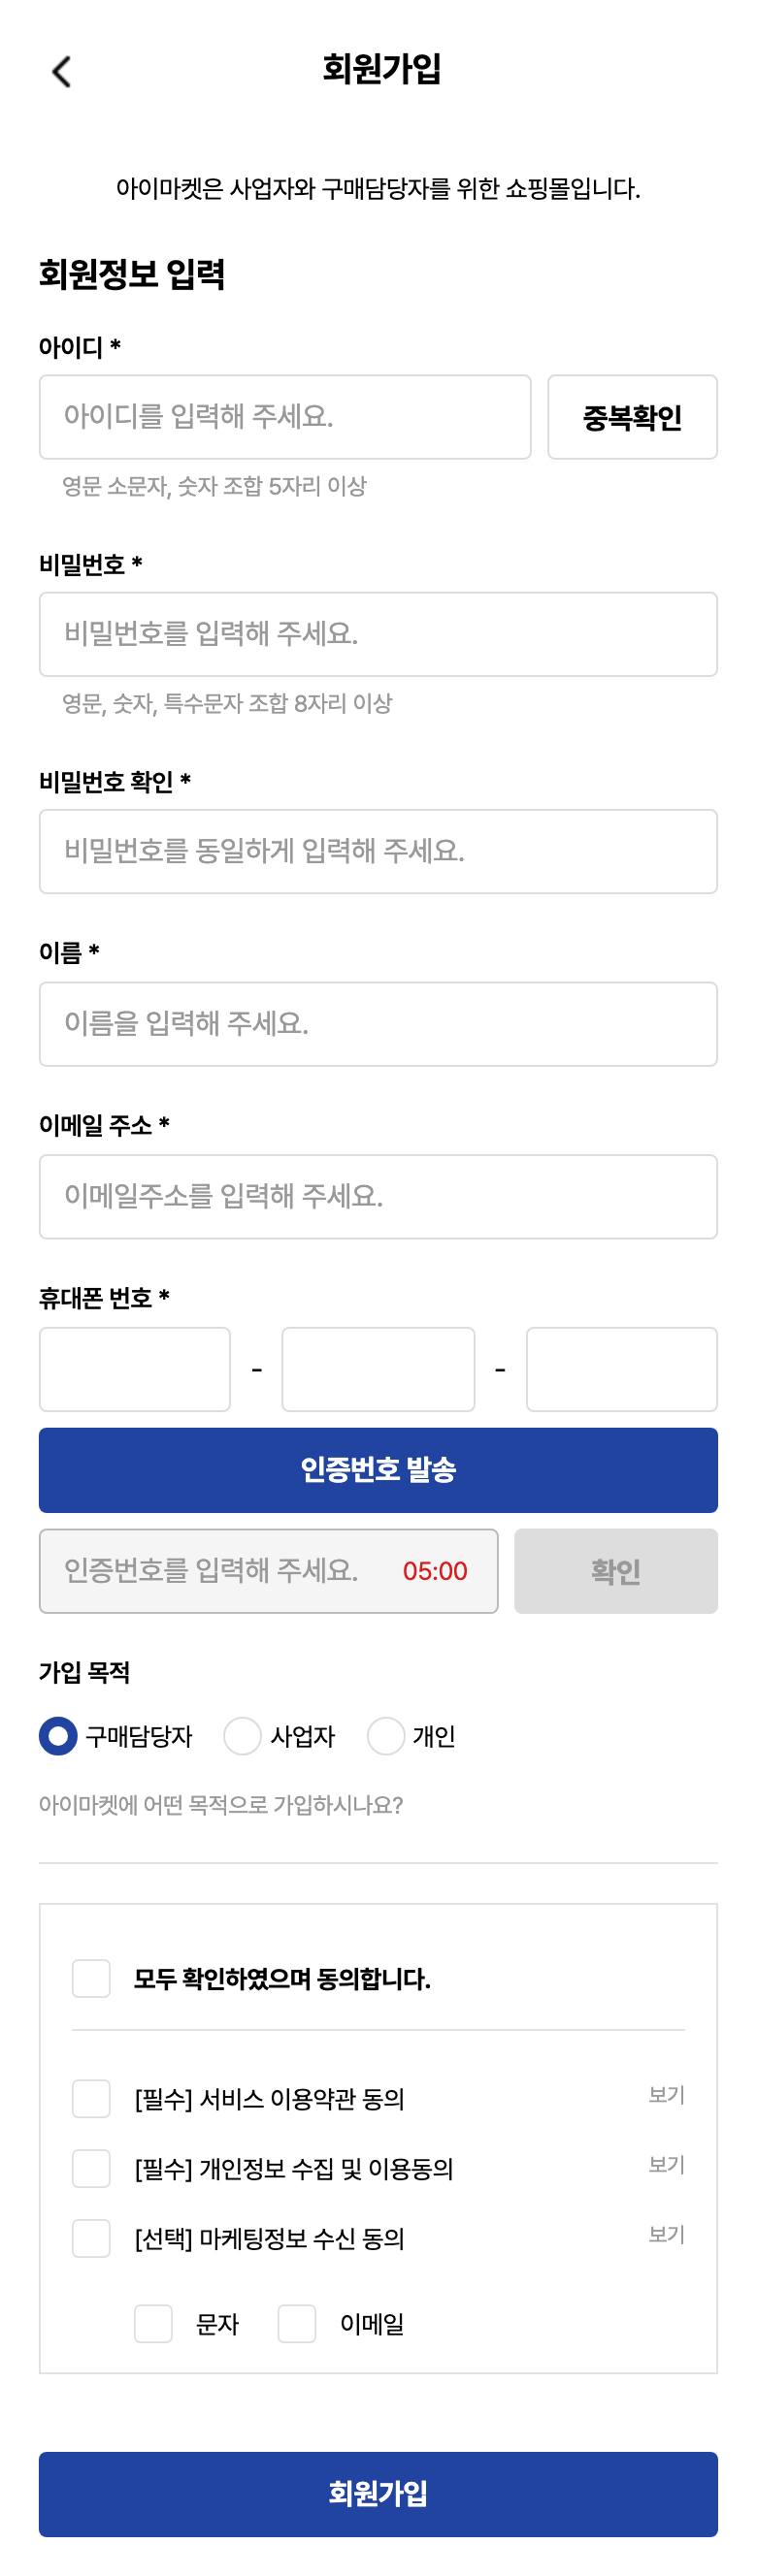 회원가입
아이마켓은 사업자와 구매담당자를 위한 쇼핑몰입니다.
회원정보 입력
아이디 *
아이디를 입력해 주세요. 중복확인
영문 소문자, 숫자 조합 5자리 이상
비밀번호 *
비밀번호를 입력해 주세요.
영문, 숫자, 특수문자 조합 8자리 이상
비밀번호 확인 *
비밀번호를 동일하게 입력해 주세요.
이름 *
이름을 입력해 주세요.
이메일 주소 *
이메일주소를 입력해 주세요.
휴대폰 번호 *
- -
인증번호 발송
인증번호를 입력해 주세요. 05:00 확인
가입 목적
구매담당자 사업자 개인
아이마켓에 어떤 목적으로 가입하시나요?
모두 확인하였으며 동의합니다.
[필수] 서비스 이용약관 동의 보기
[필수] 개인정보 수집 및 이용동의 보기
[선택] 마케팅정보 수신 동의 보기
문자 이메일
회원가입